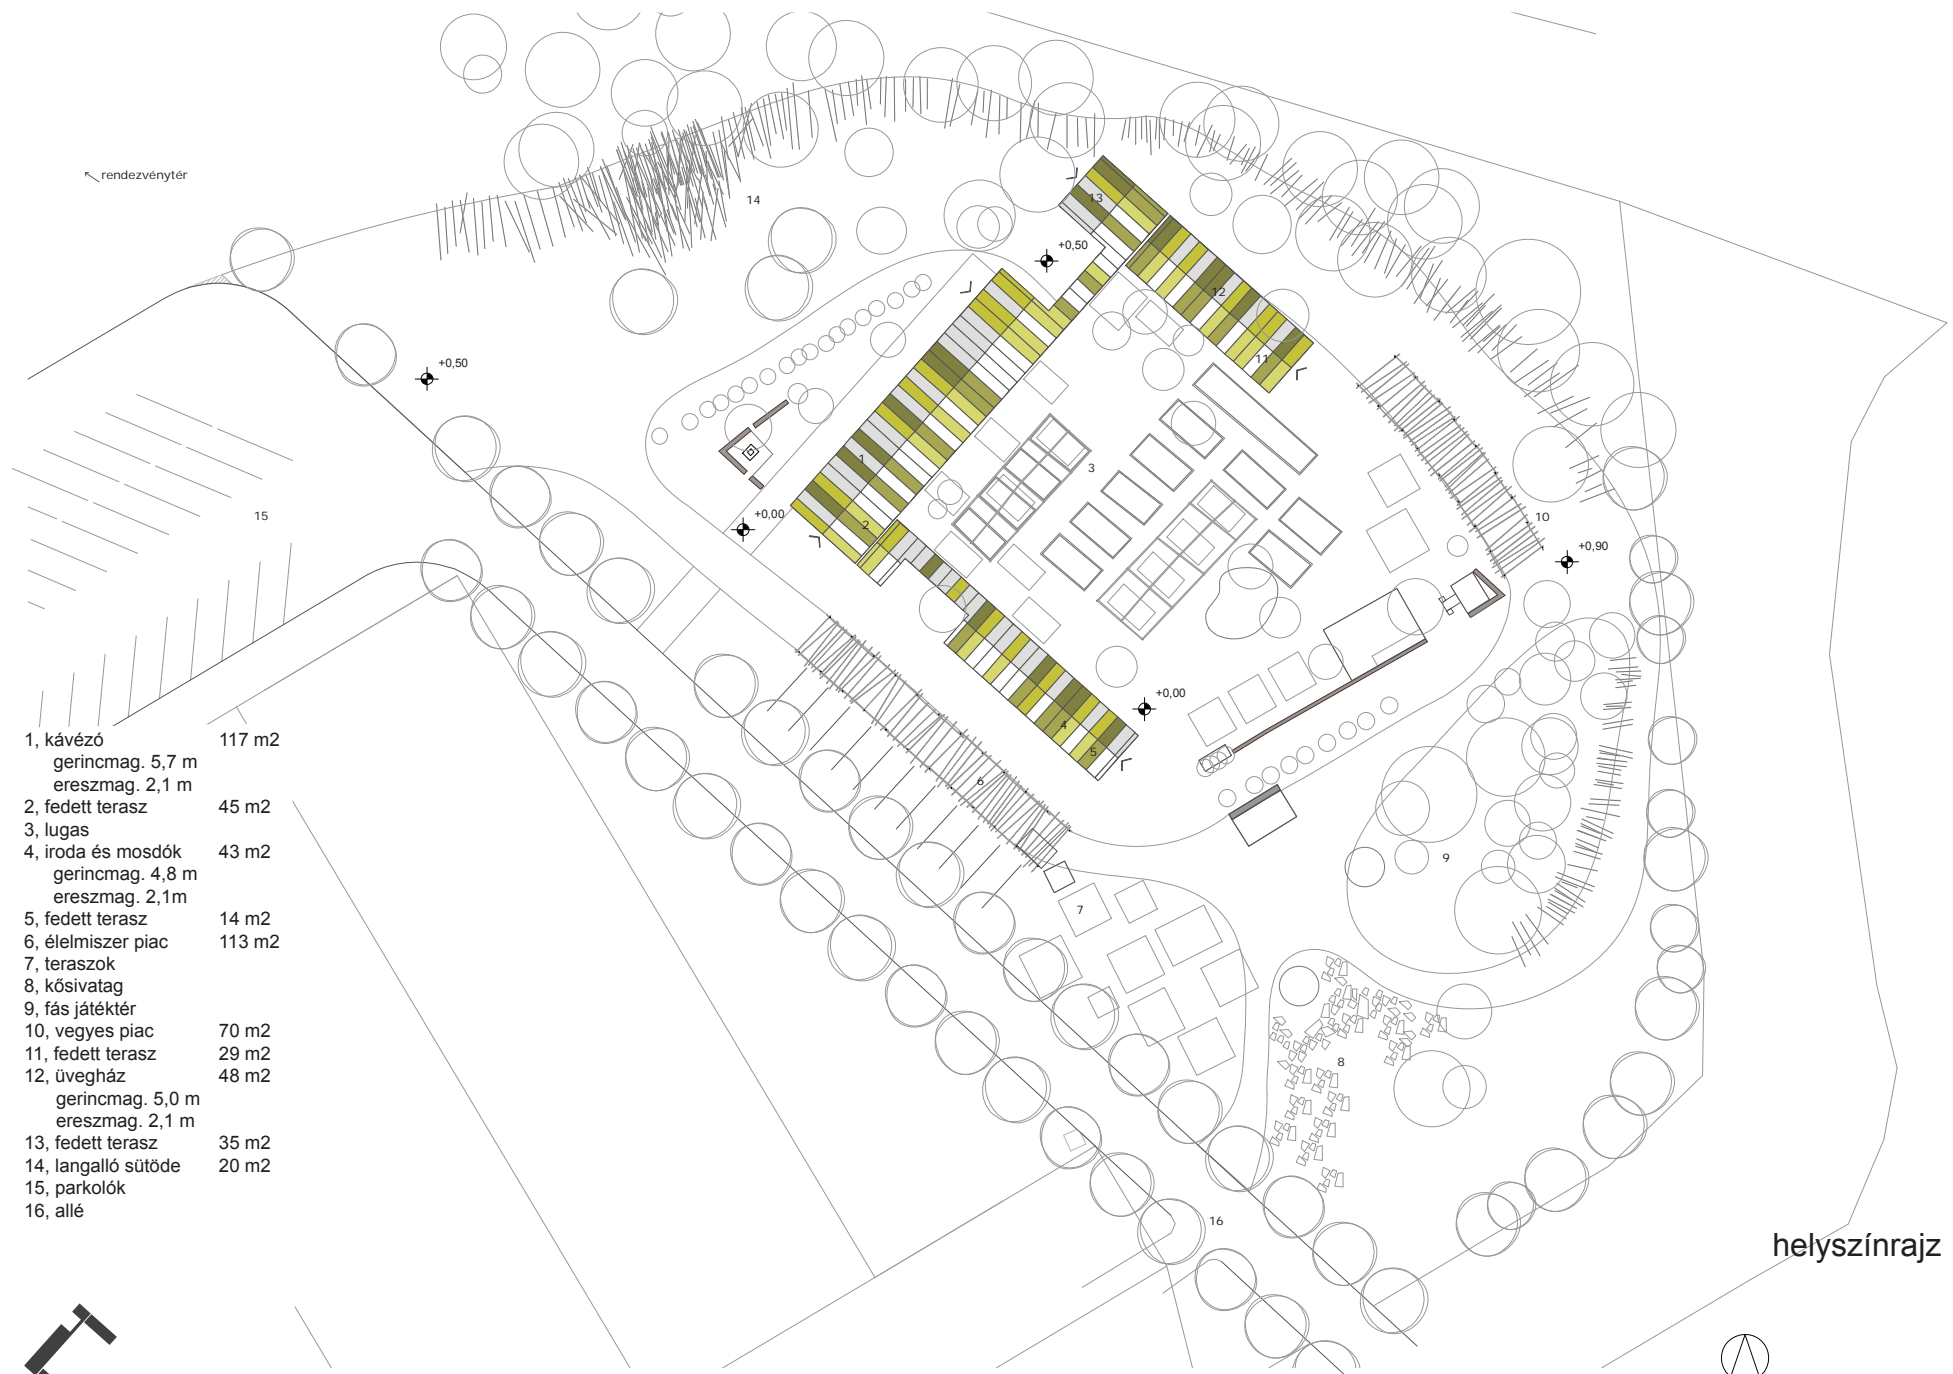 rendezvénytér
14
13
+0,50
12
11
+0,50
1
3
15
2
+0,00
10
+0,90
+0,00
4
5
6
9
7
8
16
1, kávézó 117 m2
gerincmag. 5,7 m
ereszmag. 2,1 m
2, fedett terasz 45 m2
3, lugas
4, iroda és mosdók 43 m2
gerincmag. 4,8 m
ereszmag. 2,1m
5, fedett terasz 14 m2
6, élelmiszer piac 113 m2
7, teraszok
8, kősivatag
9, fás játéktér
10, vegyes piac 70 m2
11, fedett terasz 29 m2
12, üvegház 48 m2
gerincmag. 5,0 m
ereszmag. 2,1 m
13, fedett terasz 35 m2
14, langalló sütöde 20 m2
15, parkolók
16, allé
helyszínrajz